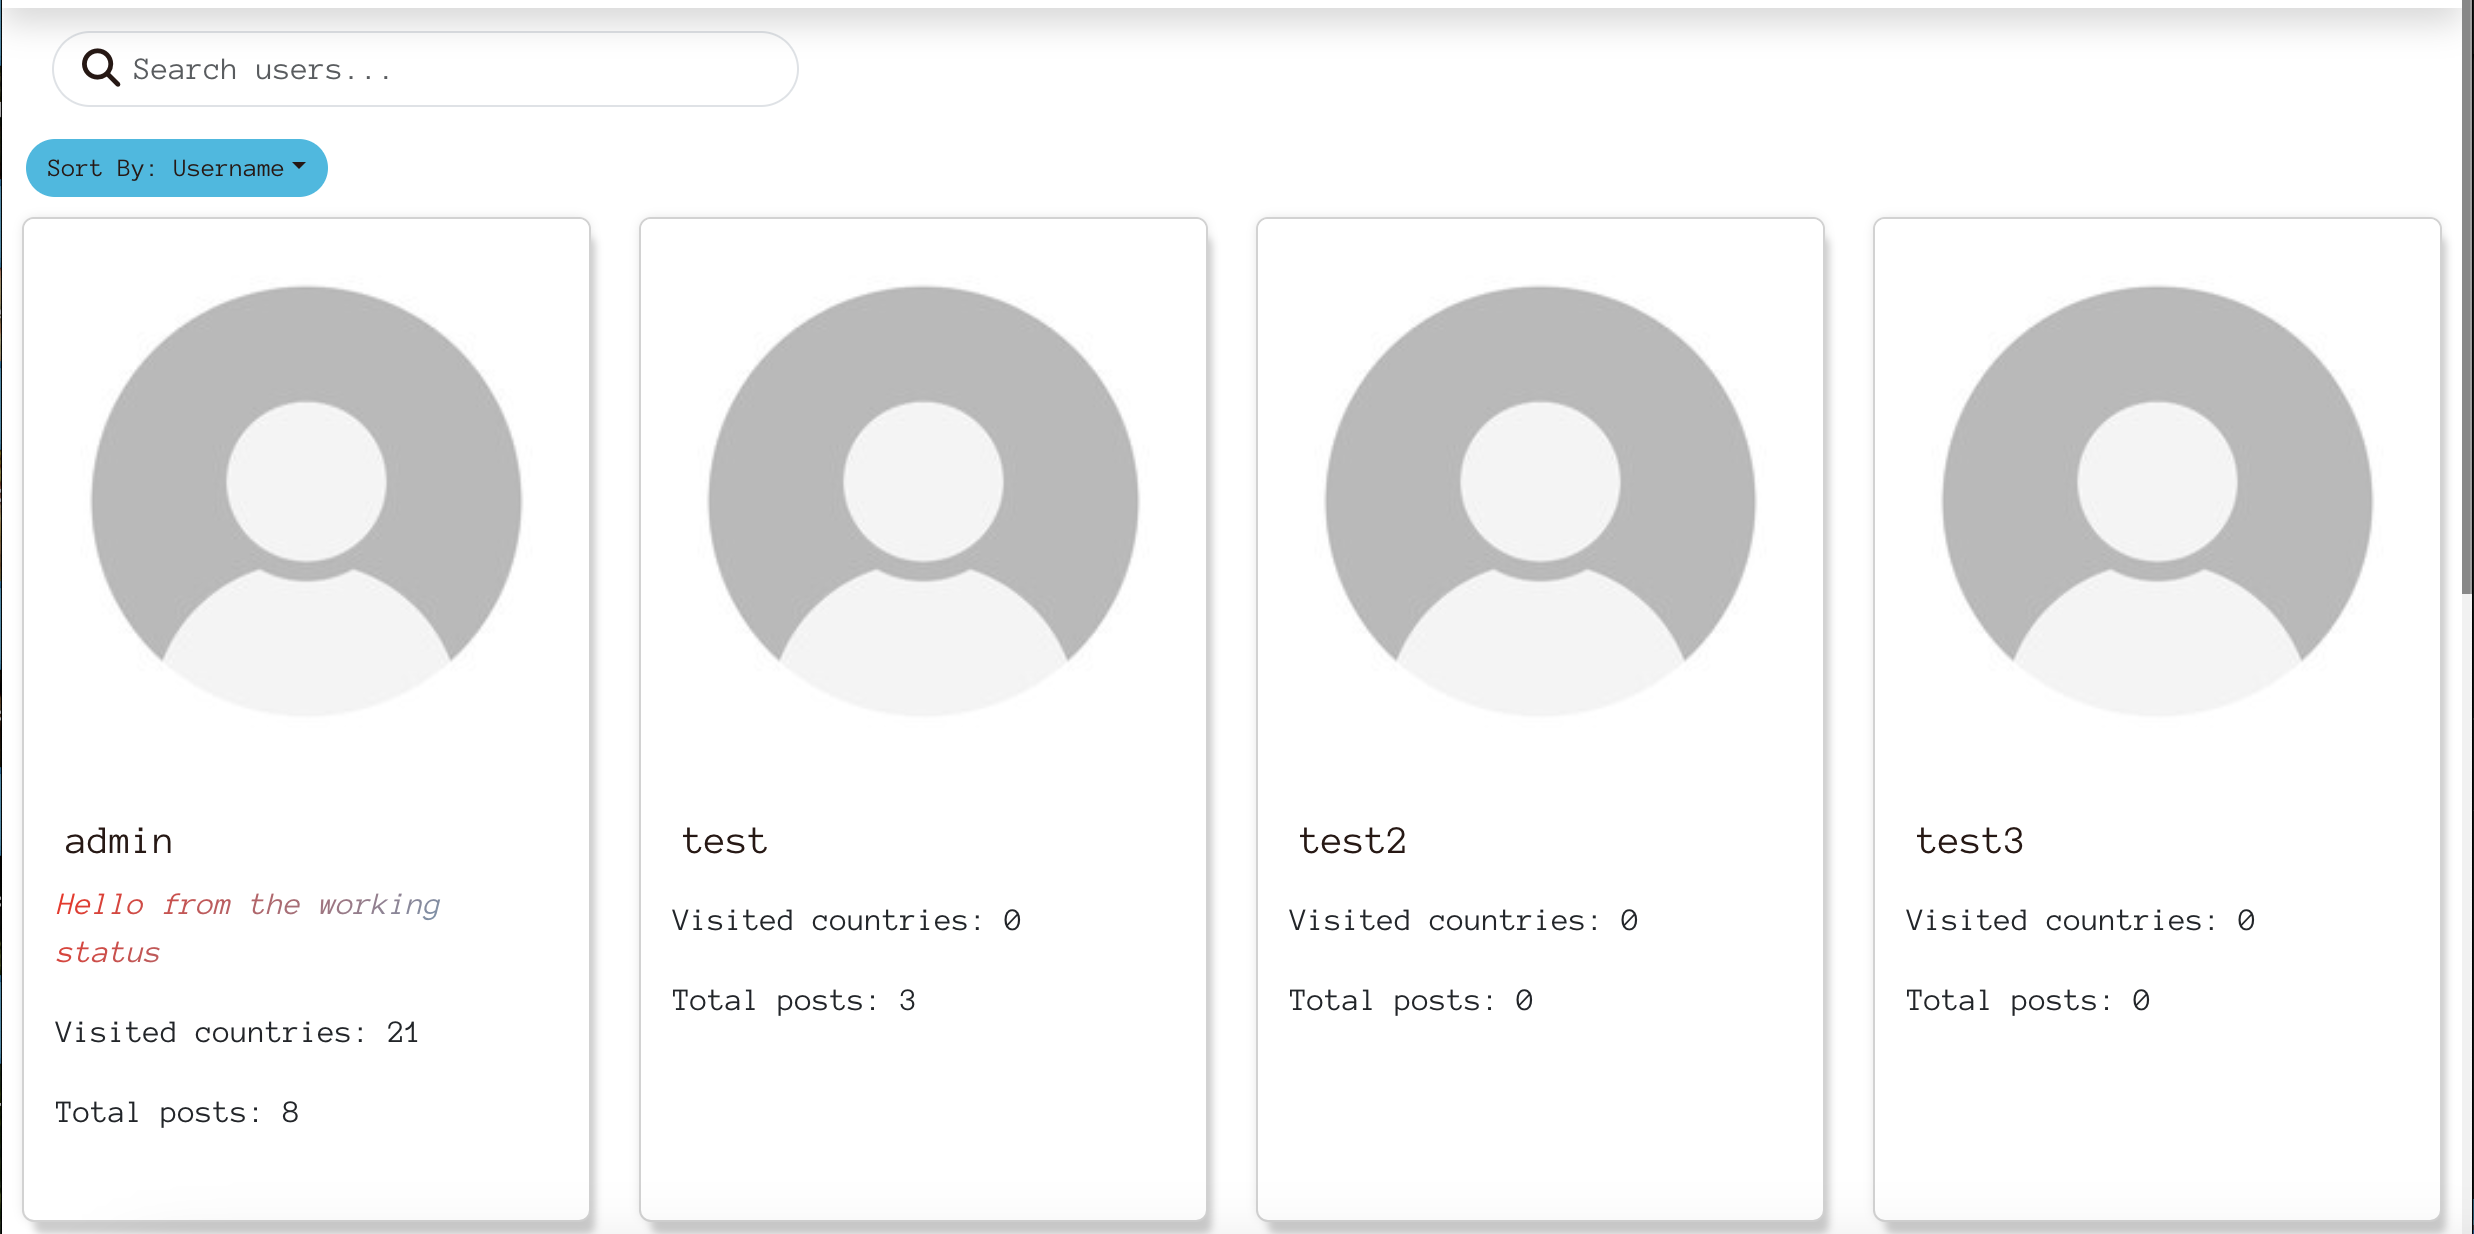 Search users...
Sort By: Username
admin
Hello from the working
status
Visited countries: 21
Total posts: 8
test
Visited countries: 0
Total posts: 3
test2
Visited countries: 0
Total posts: 0
test3
Visited countries: 0
Total posts: 0